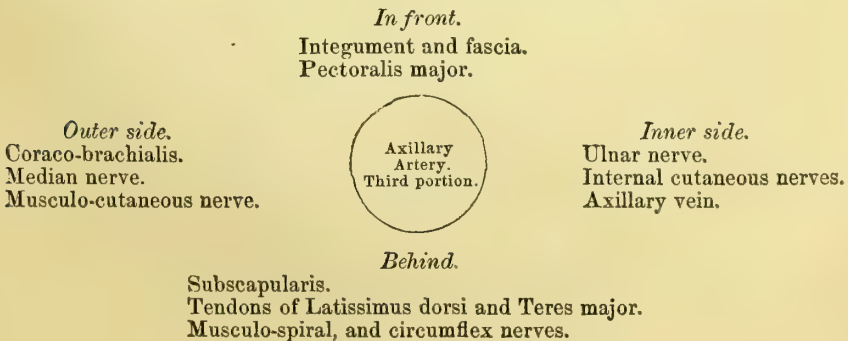 In front.
Integument and fascia.
Pectoralis major.
Outer side.
Coraco-brachialis.
Median nerve.
Musculo-cutaneous nerve.
Axillary
Artery.
Third portion.
Inner side.
Ulnar nerve.
Internal cutaneous nerves.
Axillary vein.
Behind.
Subscapularis.
Tendons of Latissimus dorsi and Teres major.
Musculo-spiral, and circumflex nerves.